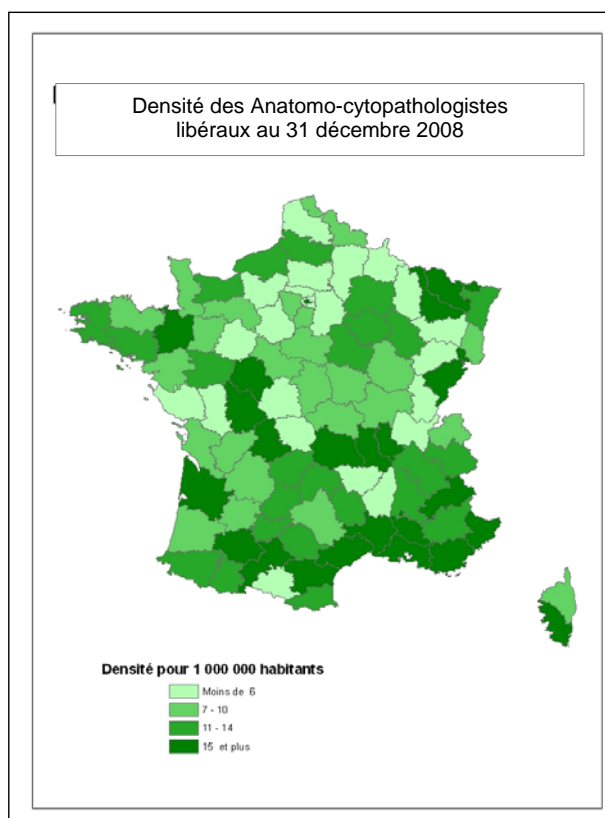 Densité des Anatomo-cytopathologistes
libéraux au 31 décembre 2008
Densité pour 1 000 000 habitants
Moins de 6
7 - 10
11 - 14
15 et plus